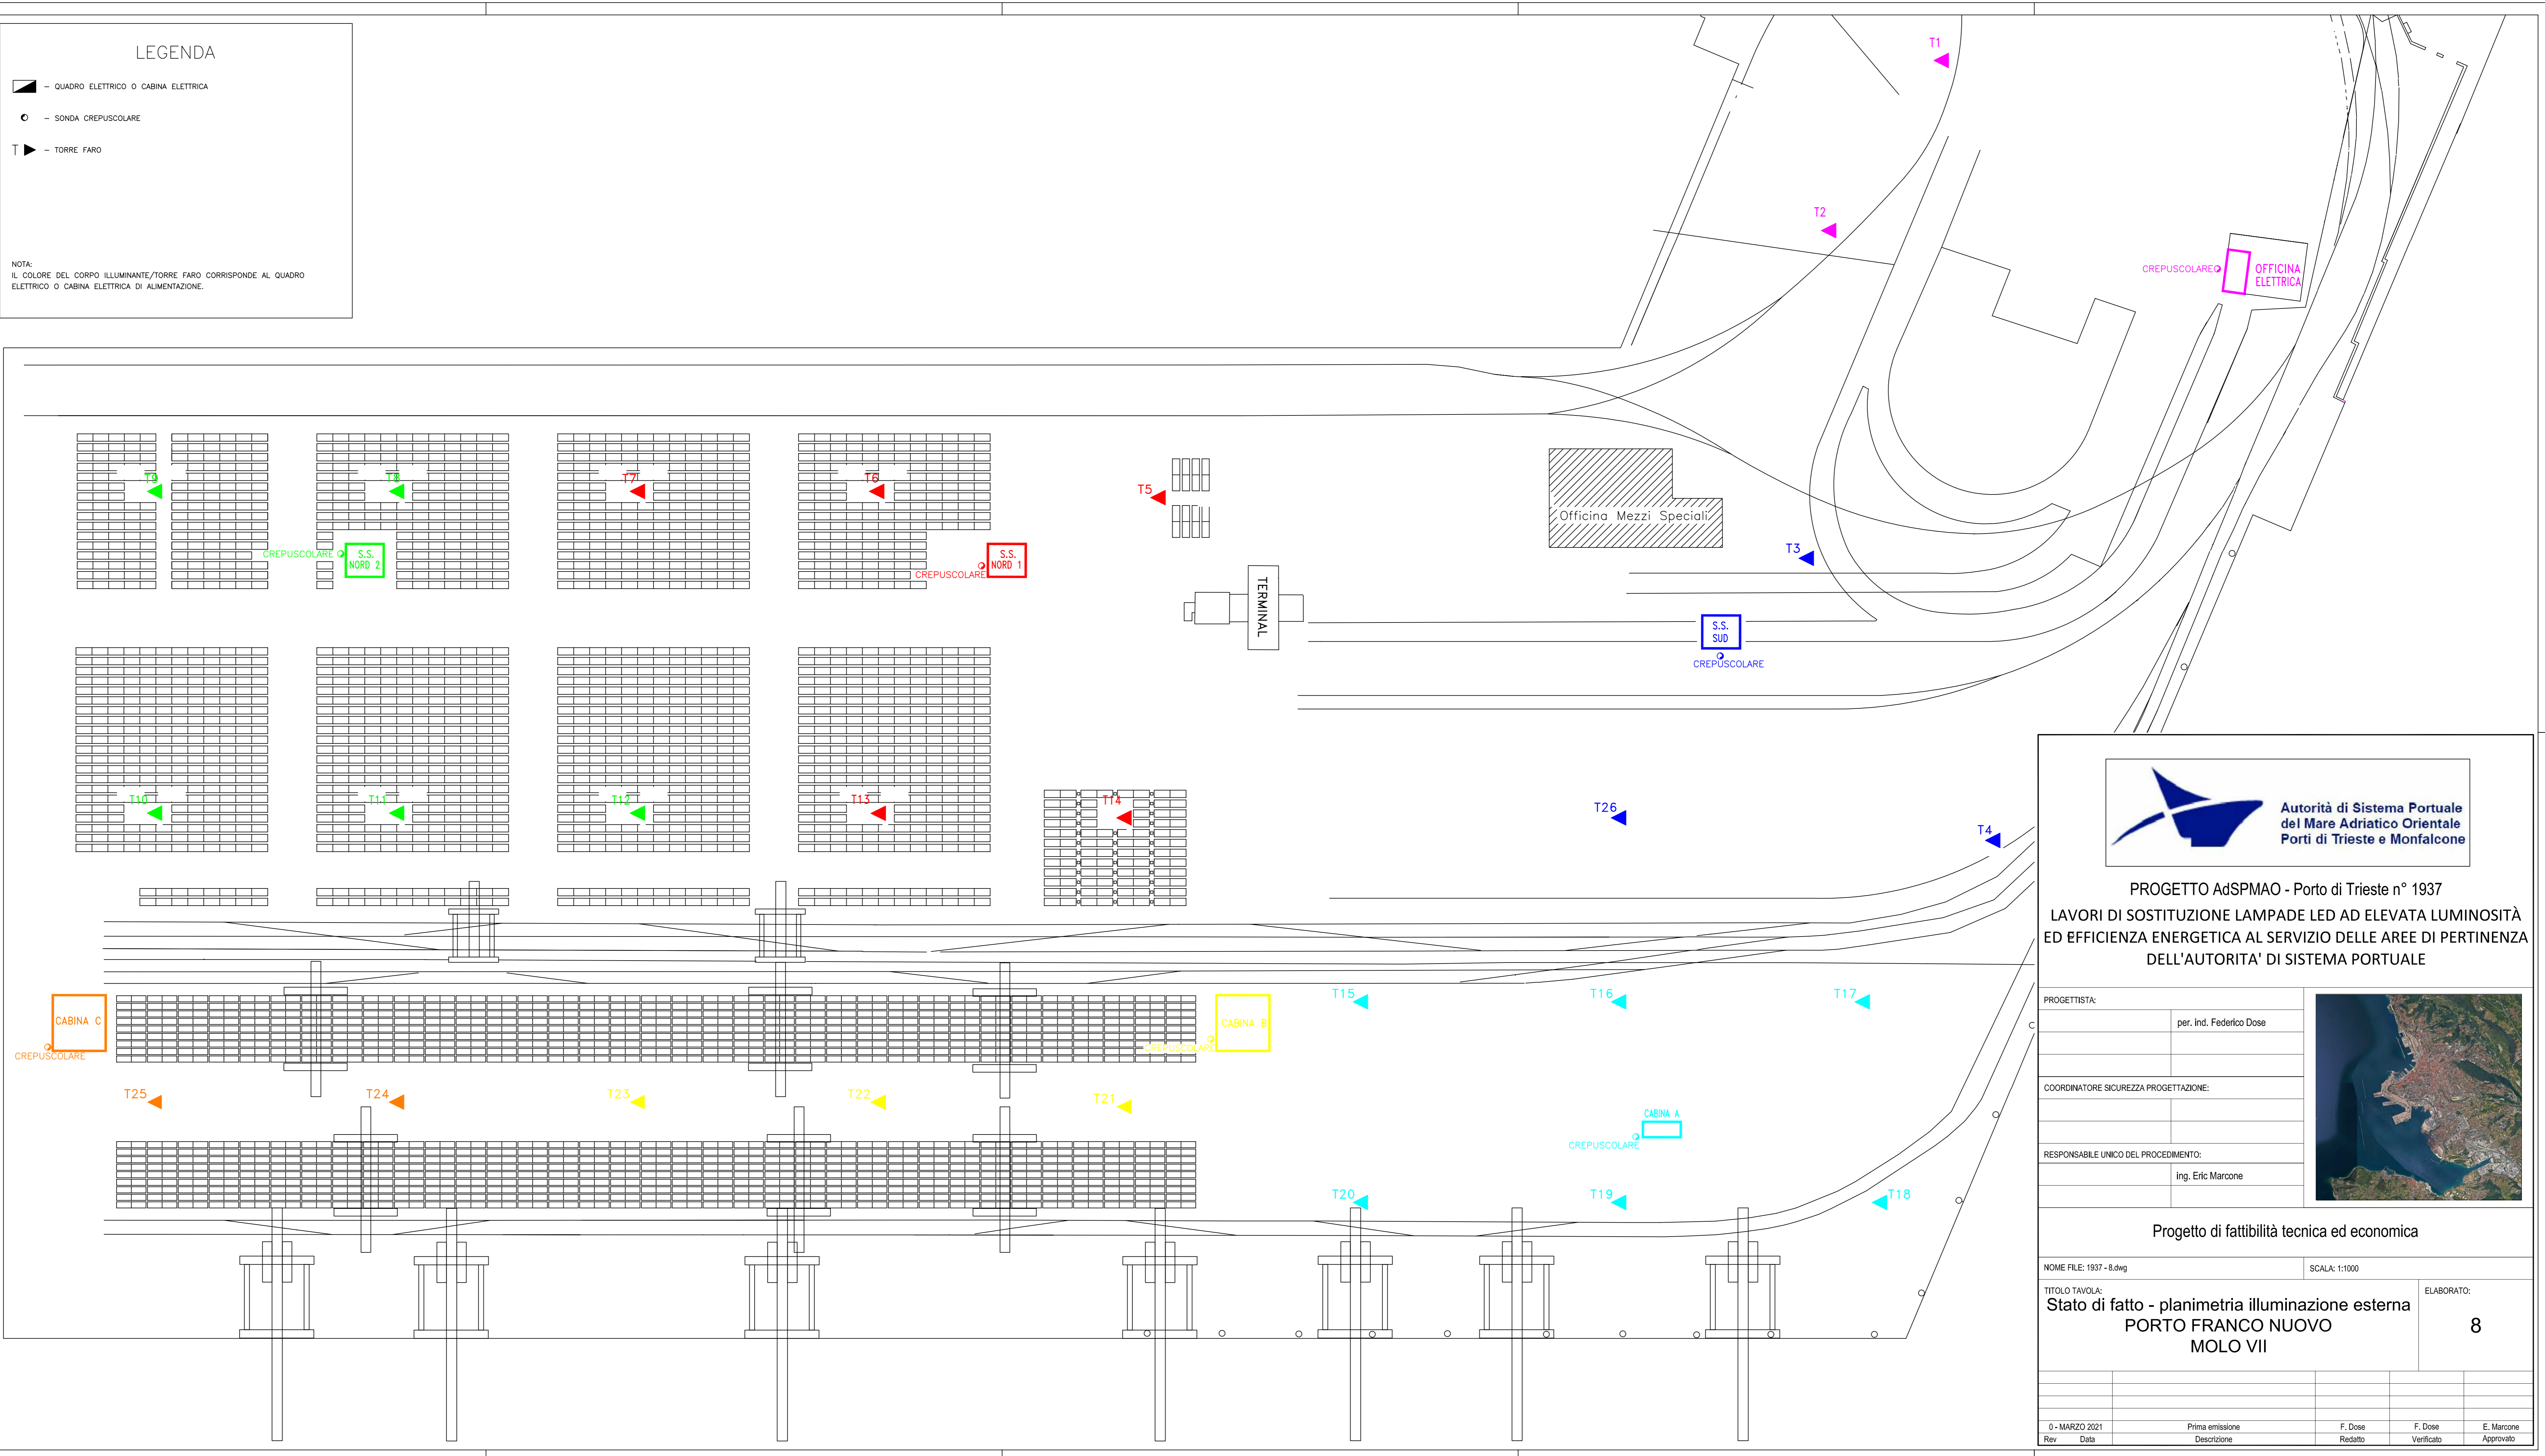 LEGENDA
– QUADRO ELETTRICO O CABINA ELETTRICA
– SONDA CREPUSCOLARE
T – TORRE FARO
NOTA:
IL COLORE DEL CORPO ILLUMINANTE/TORRE FARO CORRISPONDE AL QUADRO
ELETTRICO O CABINA ELETTRICA DI ALIMENTAZIONE.
T1
T2
CREPUSCOLARE
OFFICINA
ELETTRICA
T9
T8
T7
T6
T5
Officina Mezzi Speciali
T3
CREPUSCOLARE
S.S.
NORD 2
CREPUSCOLARE
S.S.
NORD 1
TERMINAL
S.S.
SUD
CREPUSCOLARE
T10
T11
T12
T13
T14
T26
T4
CABINA C
CREPUSCOLARE
CABINA B
CREPUSCOLARE
T15
T16
T17
T25
T24
T23
T22
T21
CABINA A
CREPUSCOLARE
T20
T19
T18
Autorità di Sistema Portuale
del Mare Adriatico Orientale
Porti di Trieste e Monfalcone
PROGETTO AdSPMAO - Porto di Trieste n° 1937
LAVORI DI SOSTITUZIONE LAMPADE LED AD ELEVATA LUMINOSITÀ
ED EFFICIENZA ENERGETICA AL SERVIZIO DELLE AREE DI PERTINENZA
DELL'AUTORITA' DI SISTEMA PORTUALE
PROGETTISTA:
per. ind. Federico Dose
COORDINATORE SICUREZZA PROGETTAZIONE:
RESPONSABILE UNICO DEL PROCEDIMENTO:
ing. Eric Marcone
Progetto di fattibilità tecnica ed economica
NOME FILE: 1937 - 8.dwg
SCALA: 1:1000
TITOLO TAVOLA:
Stato di fatto - planimetria illuminazione esterna
PORTO FRANCO NUOVO
MOLO VII
ELABORATO:
8
0 - MARZO 2021 Prima emissione F. Dose F. Dose E. Marcone
Rev Data Descrizione Redatto Verificato Approvato